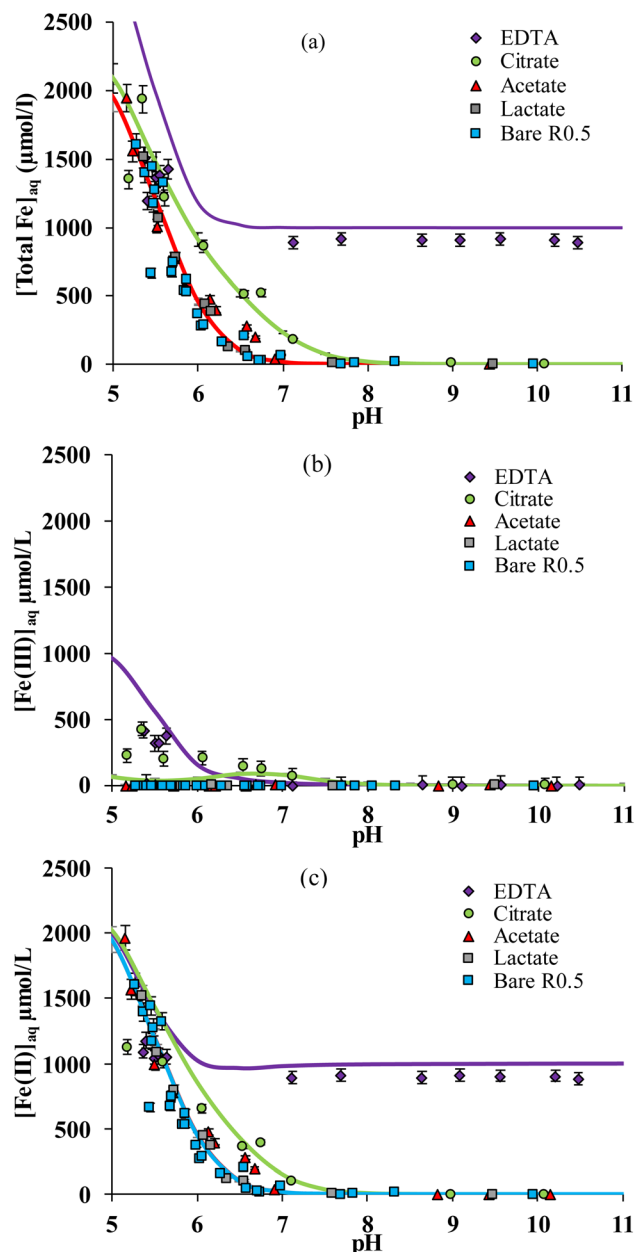 (a)
EDTA
Citrate
Acetate
Lactate
Bare R0.5
[Total Fe]aq (μmol/l)
2500
2000
1500
1000
500
0
5 6 7 8 9 10 11
pH
(b)
EDTA
Citrate
Acetate
Lactate
Bare R0.5
[Fe(III)]aq μmol/L
2500
2000
1500
1000
500
0
5 6 7 8 9 10 11
pH
(c)
EDTA
Citrate
Acetate
Lactate
Bare R0.5
[Fe(II)]aq μmol/L
2500
2000
1500
1000
500
0
5 6 7 8 9 10 11
pH